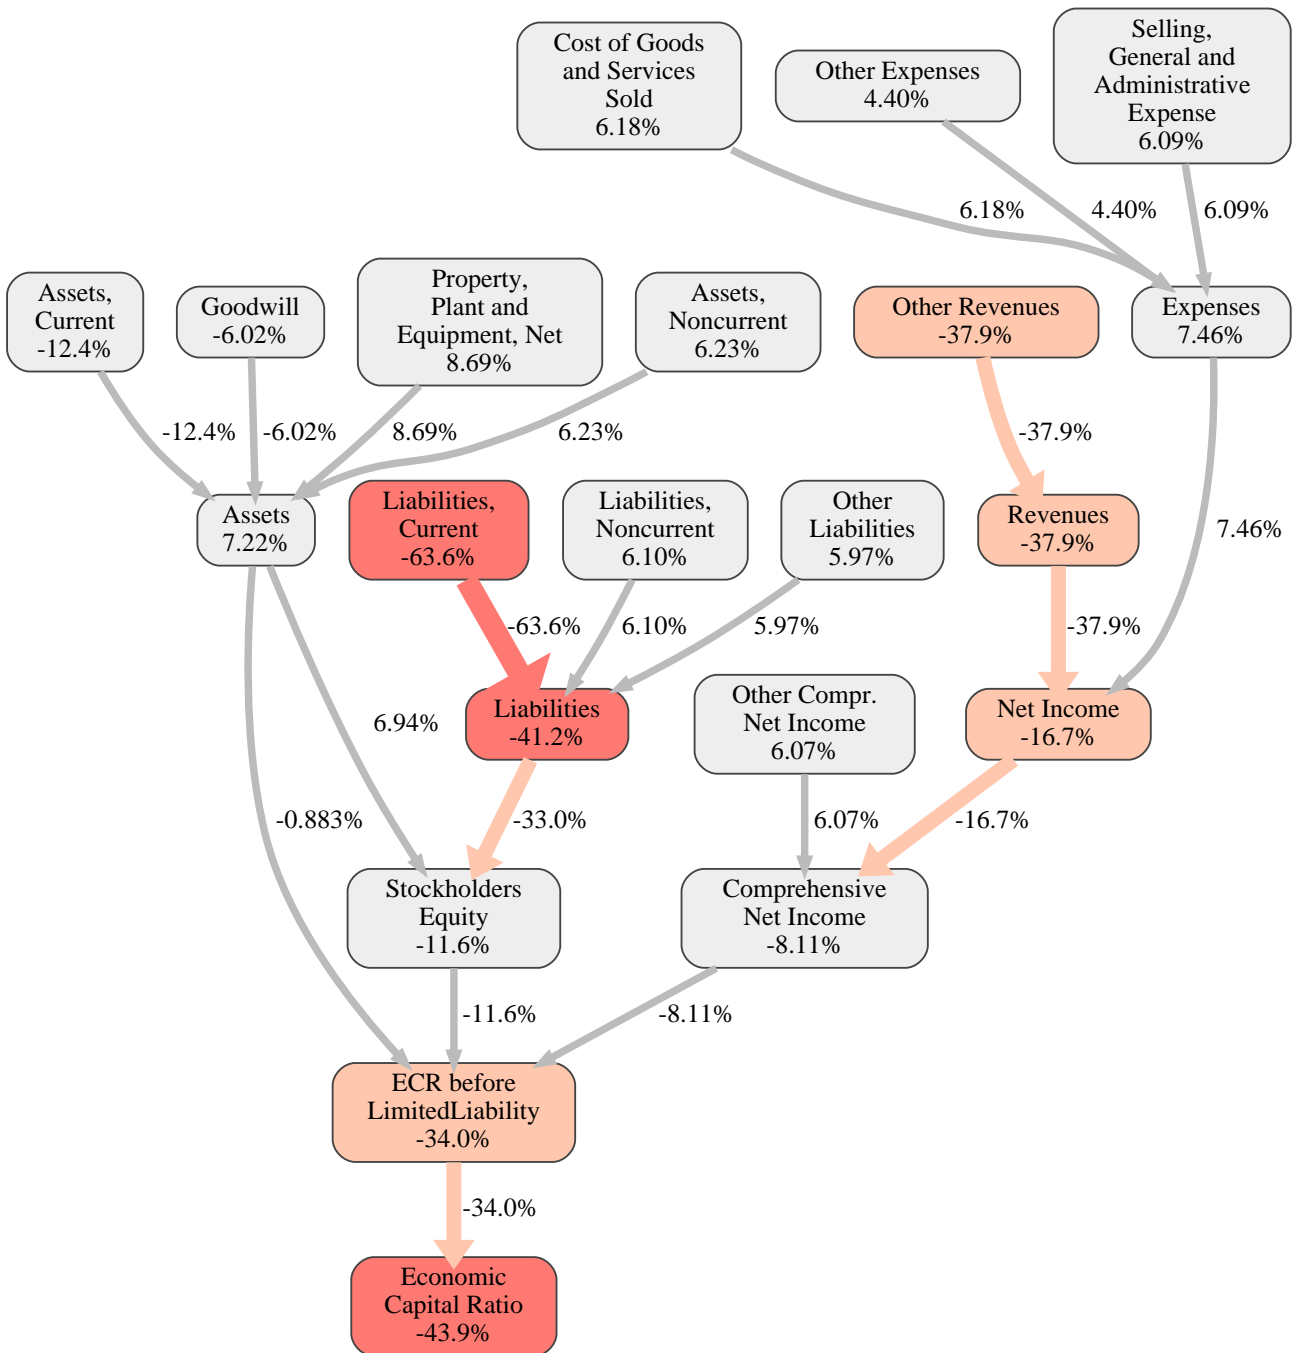 Cost of Goods
and Services
Sold
6.18%
Other Expenses
4.40%
Selling,
General and
Administrative
Expense
6.09%
6.18%
4.40%
6.09%
Assets,
Current
-12.4%
Goodwill
-6.02%
Property,
Plant and
Equipment, Net
8.69%
Assets,
Noncurrent
6.23%
Other Revenues
-37.9%
Expenses
7.46%
-12.4%
-6.02%
8.69%
6.23%
-37.9%
Assets
7.22%
Liabilities,
Current
-63.6%
Liabilities,
Noncurrent
6.10%
Other
Liabilities
5.97%
Revenues
-37.9%
7.46%
-63.6%
6.10%
5.97%
-37.9%
6.94%
Liabilities
-41.2%
Other Compr.
Net Income
6.07%
Net Income
-16.7%
-0.883%
-33.0%
6.07%
-16.7%
Stockholders
Equity
-11.6%
Comprehensive
Net Income
-8.11%
-11.6%
-8.11%
ECR before
LimitedLiability
-34.0%
-34.0%
Economic
Capital Ratio
-43.9%